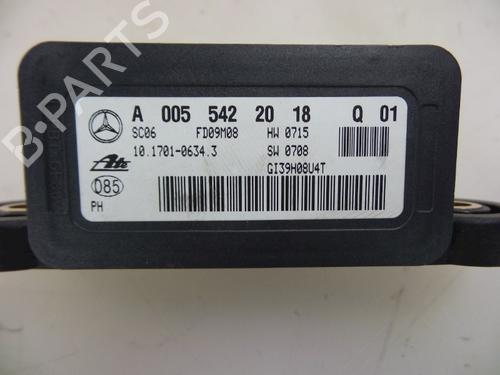 A 005 542 20 18 Q 01
SC06 FD09M08 HW 0715
10.1701-0634.3 SW 0708
GI39H08U4T
Ate
D85
PH
B-Parts